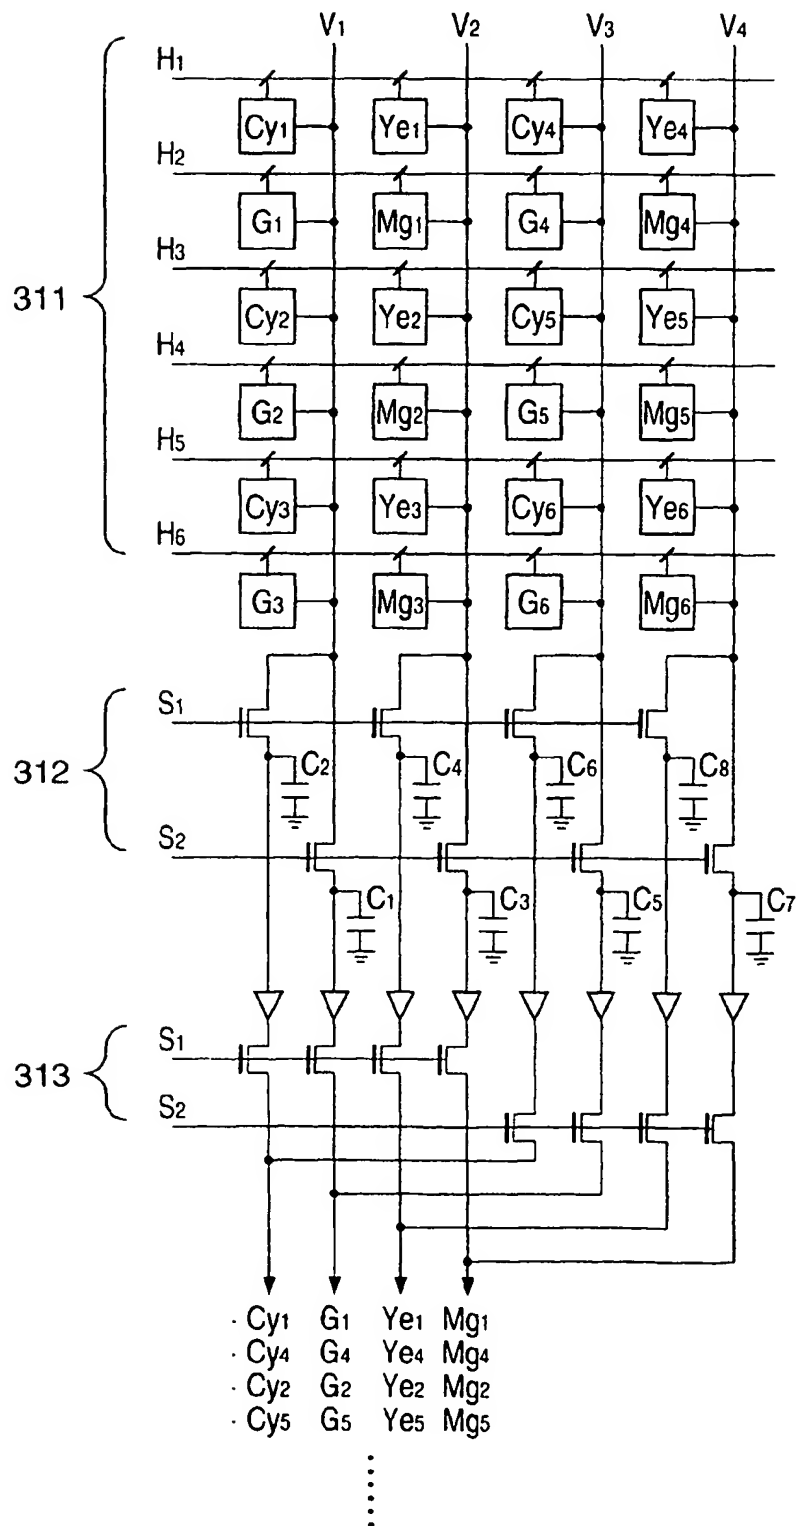 V1 V2 V3 V4
H1
Cy1 Ye1 Cy4 Ye4
H2
G1 Mg1 G4 Mg4
H3
311
Cy2 Ye2 Cy5 Ye5
H4
G2 Mg2 G5 Mg5
H5
Cy3 Ye3 Cy6 Ye6
H6
G3 Mg3 G6 Mg6
S1
312
C2 C4 C6 C8
S2
C1 C3 C5 C7
S1
313
S2
· Cy1 G1 Ye1 Mg1
· Cy4 G4 Ye4 Mg4
· Cy2 G2 Ye2 Mg2
· Cy5 G5 Ye5 Mg5